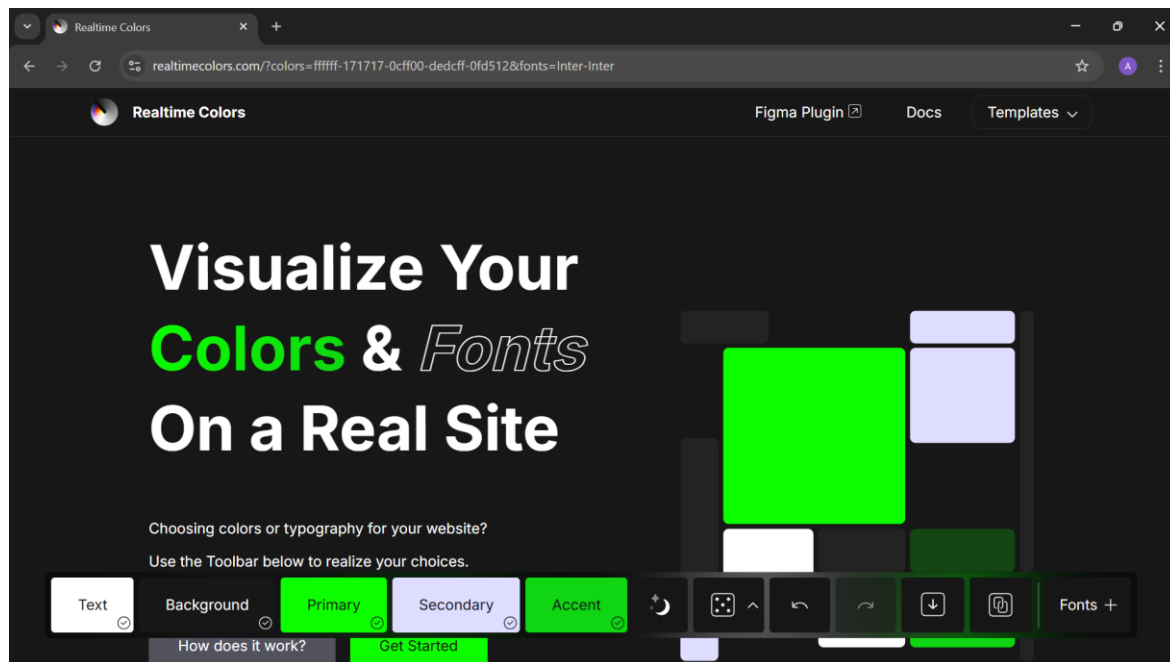 Realtime Colors
realtimecolors.com/?colors=ffffff-171717-0cff00-dedcff-0fd512&fonts=Inter-Inter
A
Realtime Colors
Figma Plugin
Docs
Templates
Visualize Your
Colors & Fonts
On a Real Site
Choosing colors or typography for your website?
Use the Toolbar below to realize your choices.
Text
Background
Primary
Secondary
Accent
Fonts
How does it work?
Get Started